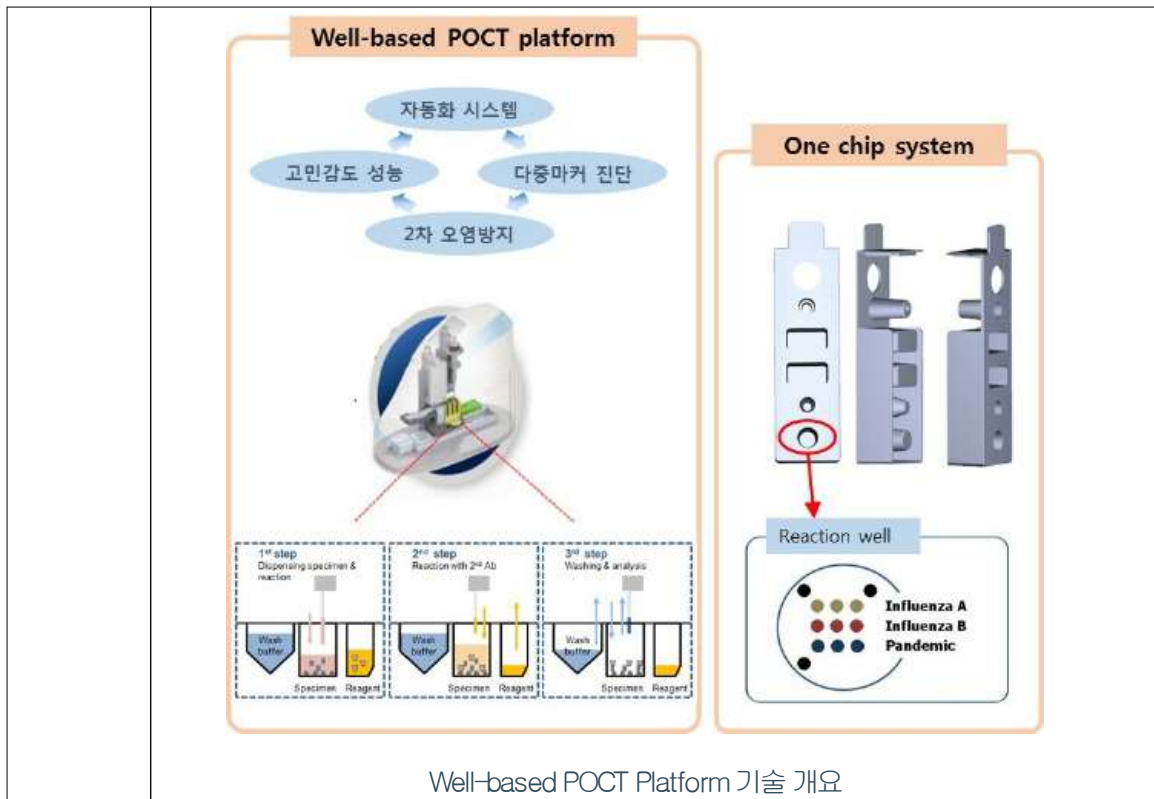 Well-based POCT platform
자동화 시스템
고민감도 성능
다중마커 진단
2차 오염방지
1st step
Dispensing specimen &
reaction
Wash
buffer
Specimen
Reagent
2nd step
Reaction with 2nd Ab
Wash
buffer
Specimen
Reagent
3rd step
Washing & analysis
Wash
buffer
Specimen
Reagent
One chip system
Reaction well
Influenza A
Influenza B
Pandemic
Well-based POCT Platform 기술 개요